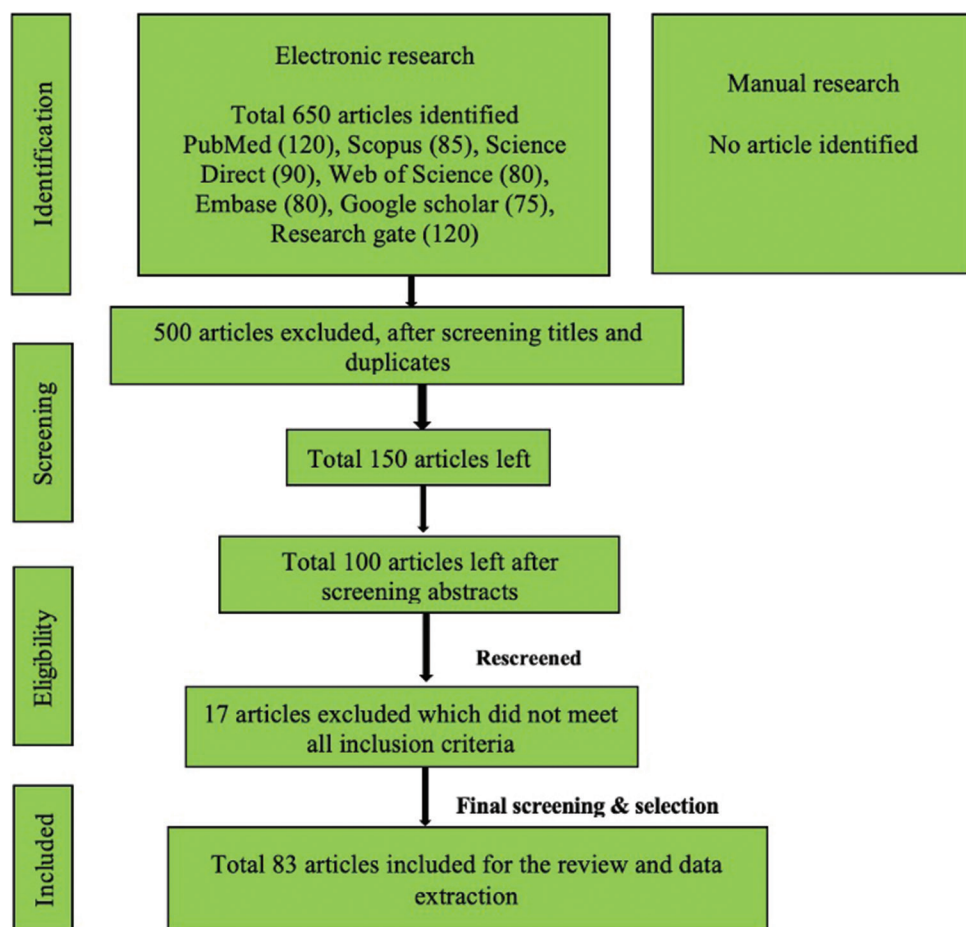 Identification
Electronic research
Total 650 articles identified
PubMed (120), Scopus (85), Science
Direct (90), Web of Science (80),
Embase (80), Google scholar (75),
Research gate (120)
Manual research
No article identified
Screening
500 articles excluded, after screening titles and
duplicates
Total 150 articles left
Eligibility
Total 100 articles left after
screening abstracts
Rescreened
17 articles excluded which did not meet
all inclusion criteria
Included
Final screening & selection
Total 83 articles included for the review and data
extraction